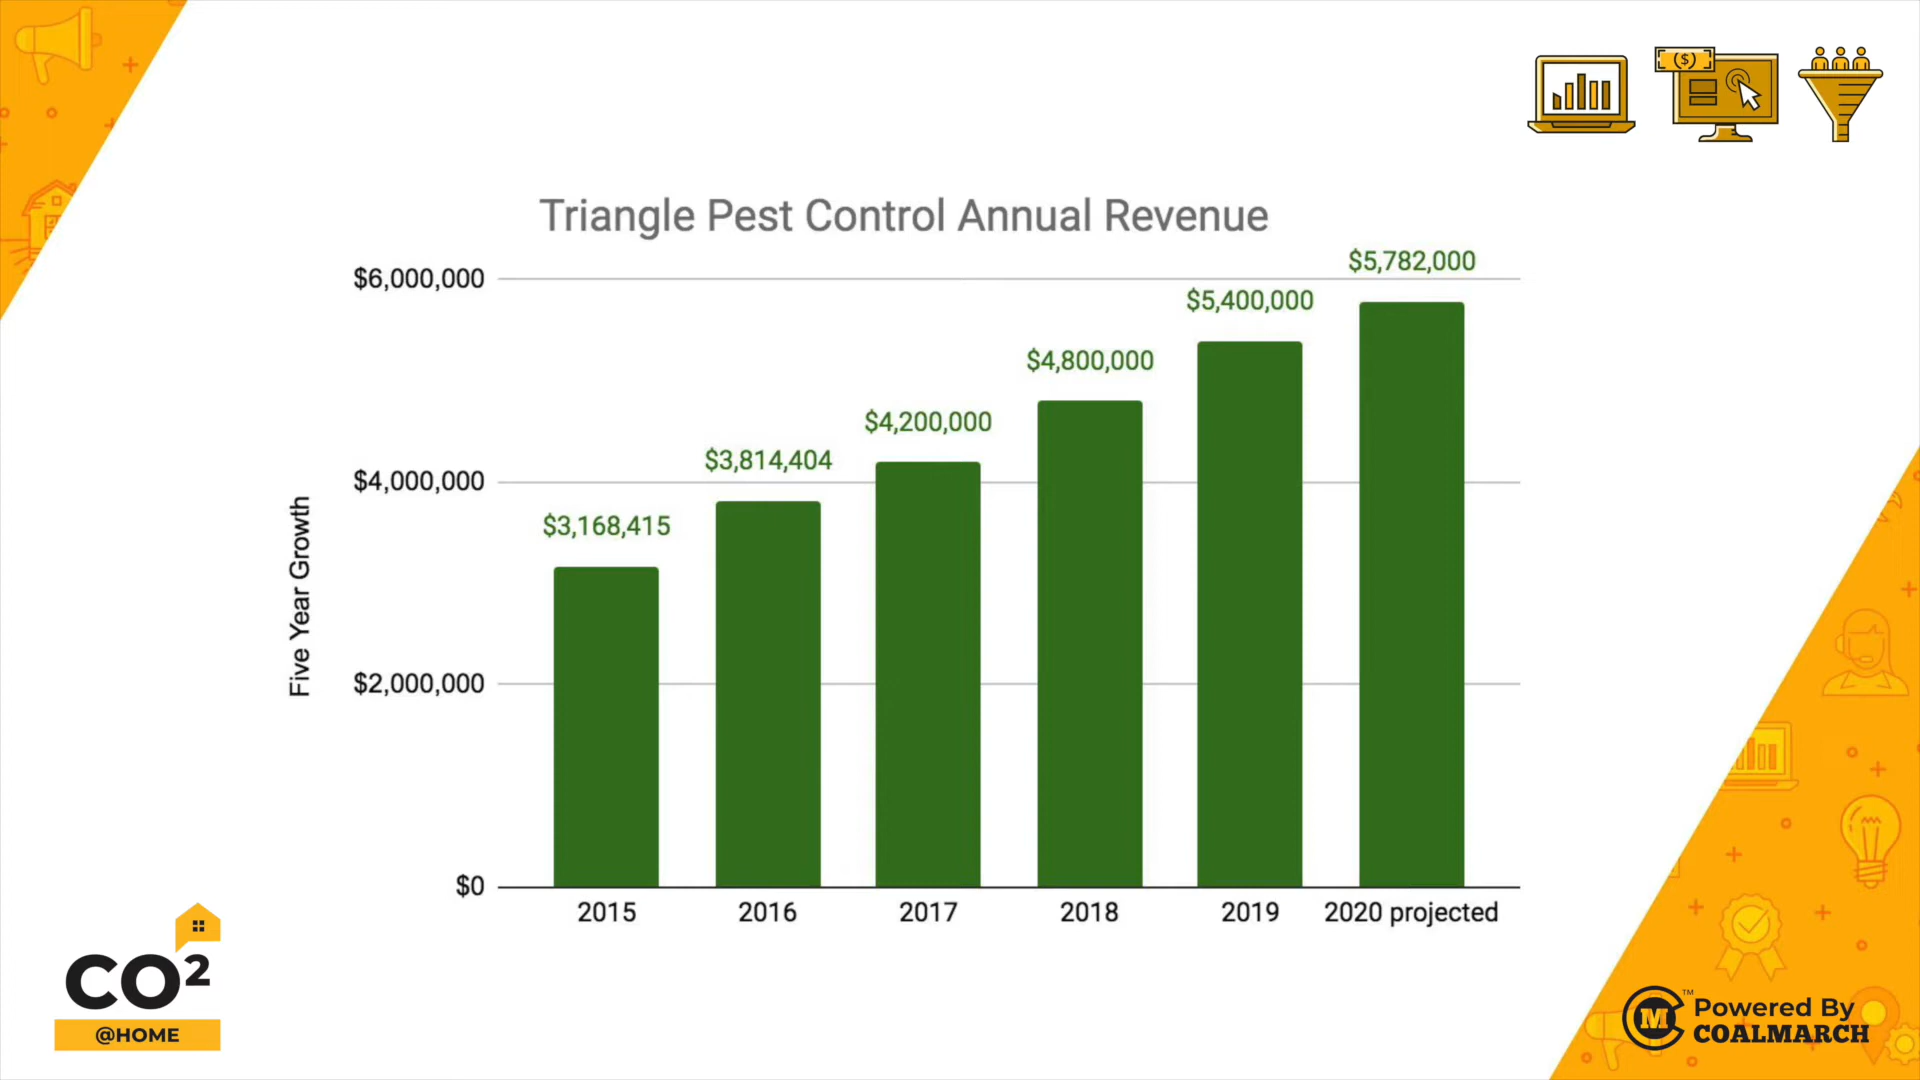 ($)
Triangle Pest Control Annual Revenue
$6,000,000
$4,000,000
$2,000,000
$0
Five Year Growth
$3,168,415
$3,814,404
$4,200,000
$4,800,000
$5,400,000
$5,782,000
2015
2016
2017
2018
2019
2020 projected
CO²
@HOME
MC™
Powered By
COALMARCH